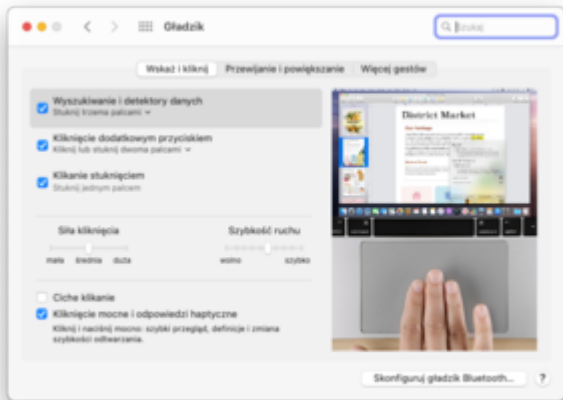 Gładzik
Szukaj
Wskaż i kliknij
Przewijanie i powiększanie
Więcej gestów
Wyszukiwanie i detektory danych
Stuknij trzema palcami
Kliknięcie dodatkowym przyciskiem
Kliknij lub stuknij dwoma palcami
Klikanie stuknięciem
Stuknij jednym palcem
Siła kliknięcia
mała średnia duża
Szybkość ruchu
wolno szybko
Ciche klikanie
Kliknięcie mocne i odpowiedzi haptyczne
Kliknij i naciśnij mocno: szybki przegląd, definicje i zmiana
szybkości odtwarzania.
District Market
Skonfiguruj gładzik Bluetooth...
?